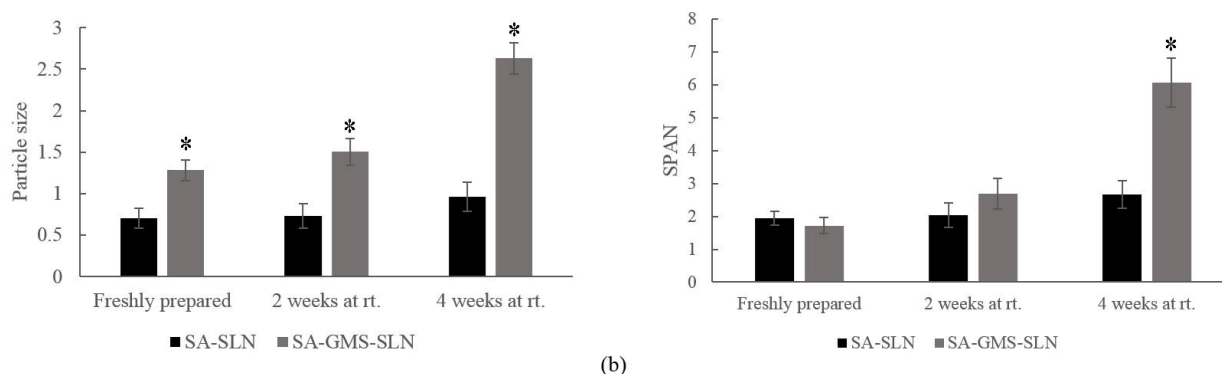 3
2.5
2
1.5
1
0.5
0
Particle size
*
*
*
Freshly prepared
2 weeks at rt.
4 weeks at rt.
SA-SLN
SA-GMS-SLN
8
7
6
5
4
3
2
1
0
SPAN
*
Freshly prepared
2 weeks at rt.
4 weeks at rt.
SA-SLN
SA-GMS-SLN
(b)